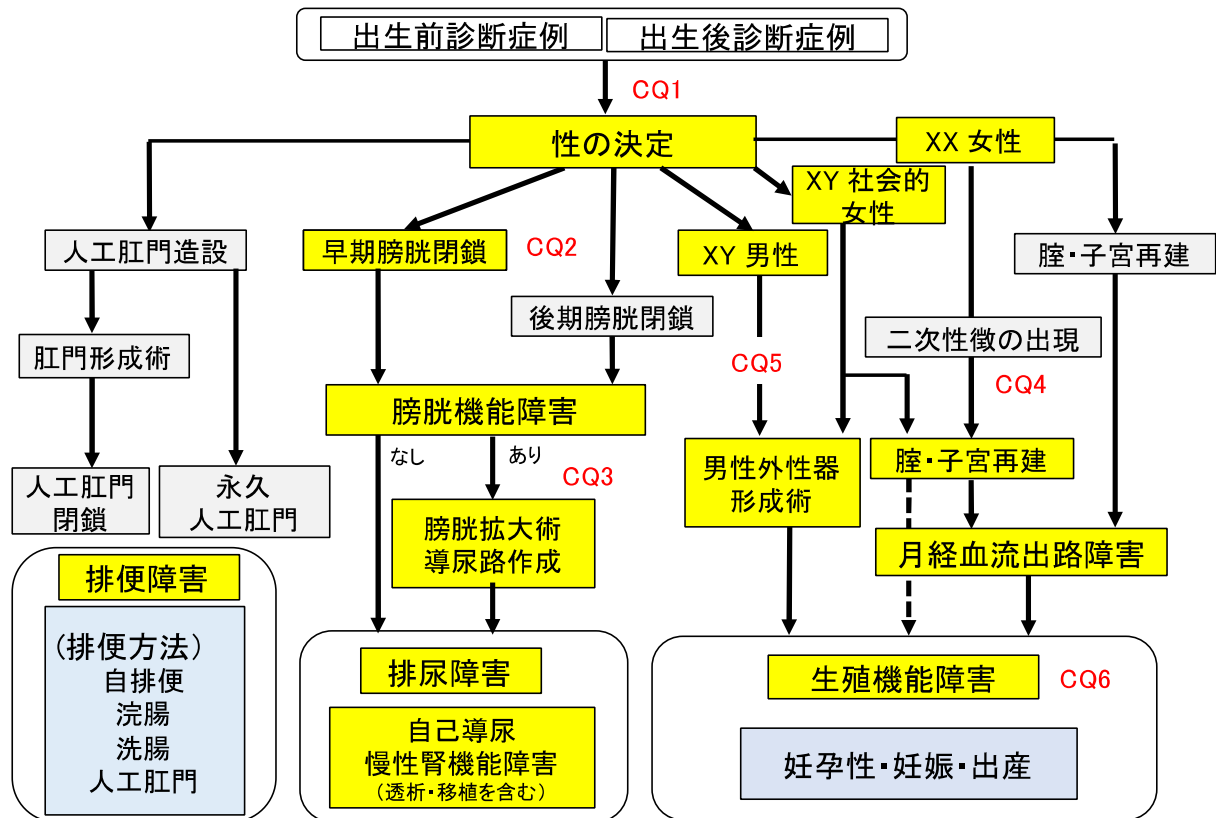 出生前診断症例
出生後診断症例
CQ1
性の決定
XX 女性
XY 社会的
女性
人工肛門造設
早期膀胱閉鎖
CQ2
XY 男性
腟・子宮再建
後期膀胱閉鎖
二次性徴の出現
肛門形成術
CQ5
CQ4
膀胱機能障害
なし
あり
CQ3
男性外性器
形成術
腟・子宮再建
人工肛門
閉鎖
永久
人工肛門
膀胱拡大術
導尿路作成
月経血流出路障害
排便障害
(排便方法)
自排便
浣腸
洗腸
人工肛門
排尿障害
自己導尿
慢性腎機能障害
(透析・移植を含む)
生殖機能障害
CQ6
妊孕性・妊娠・出産